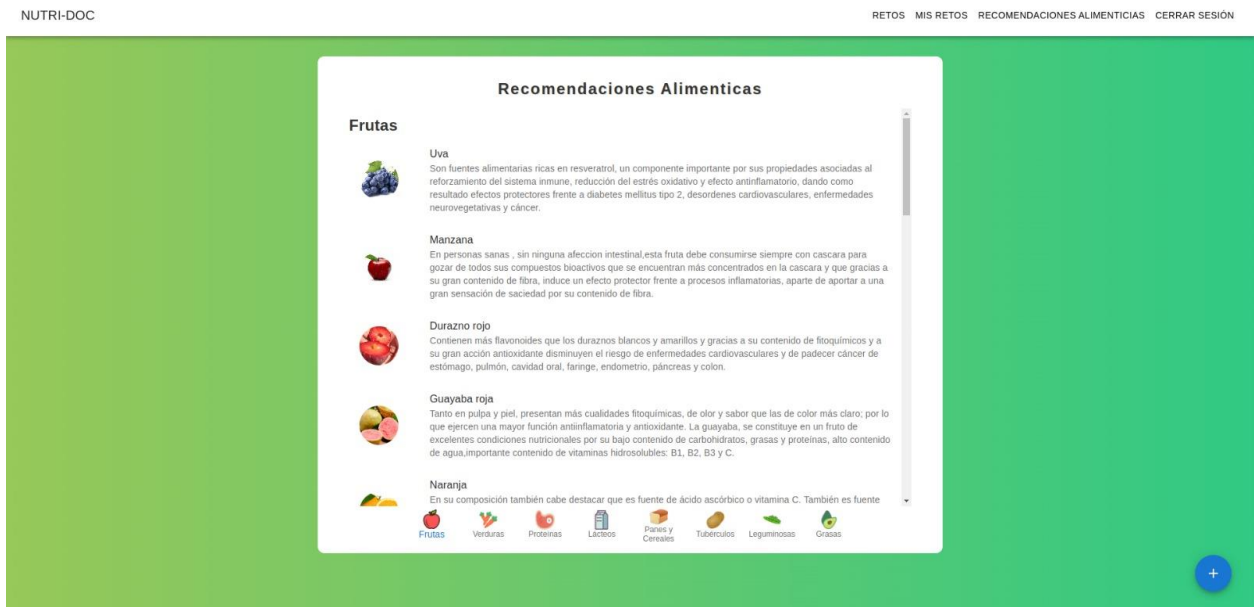 NUTRI-DOC
RETOS MIS RETOS RECOMENDACIONES ALIMENTICIAS CERRAR SESIÓN
Recomendaciones Alimenticas
Frutas
Uva
Son fuentes alimentarias ricas en resveratrol, un componente importante por sus propiedades asociadas al
reforzamiento del sistema inmune, reducción del estrés oxidativo y efecto antinflamatorio, dando como
resultado efectos protectores frente a diabetes mellitus tipo 2, desordenes cardiovasculares, enfermedades
neurovegetativas y cáncer.
Manzana
En personas sanas , sin ninguna afeccion intestinal,esta fruta debe consumirse siempre con cascara para
gozar de todos sus compuestos bioactivos que se encuentran más concentrados en la cascara y que gracias a
su gran contenido de fibra, induce un efecto protector frente a procesos inflamatorias, aparte de aportar a una
gran sensación de saciedad por su contenido de fibra.
Durazno rojo
Contienen más flavonoides que los duraznos blancos y amarillos y gracias a su contenido de fitoquímicos y a
su gran acción antioxidante disminuyen el riesgo de enfermedades cardiovasculares y de padecer cáncer de
estómago, pulmón, cavidad oral, faringe, endometrio, páncreas y colon.
Guayaba roja
Tanto en pulpa y piel, presentan más cualidades fitoquímicas, de olor y sabor que las de color más claro; por lo
que ejercen una mayor función antiinflamatoria y antioxidante. La guayaba, se constituye en un fruto de
excelentes condiciones nutricionales por su bajo contenido de carbohidratos, grasas y proteínas, alto contenido
de agua,importante contenido de vitaminas hidrosolubles: B1, B2, B3 y C.
Naranja
En su composición también cabe destacar que es fuente de ácido ascórbico o vitamina C. También es fuente
Frutas Verduras Proteínas Lácteos Panes y Cereales Tubérculos Leguminosas Grasas
+